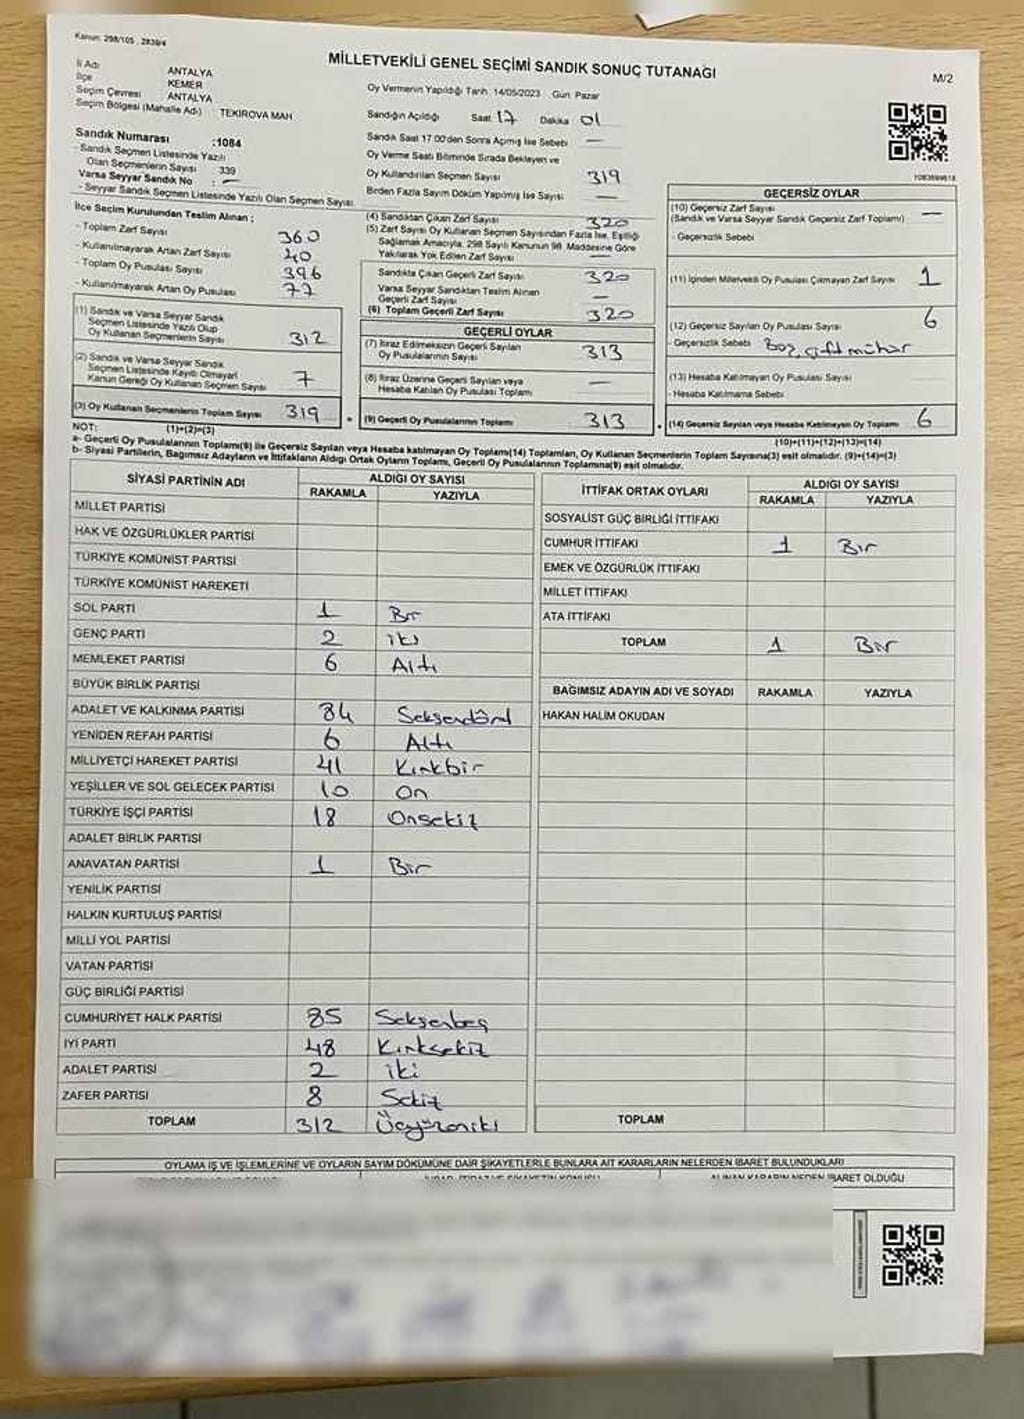 Kanun: 298/105, 2839/4
MİLLETVEKİLİ GENEL SEÇİMİ SANDIK SONUÇ TUTANAĞI
M/2
İl Adı ANTALYA
İlçe KEMER
Seçim Çevresi ANTALYA
Seçim Bölgesi (Mahalle Adı) TEKİROVA MAH
Sandık Numarası :1084
- Sandık Seçmen Listesinde Yazılı
Olan Seçmenlerin Sayısı 339
Varsa Seyyar Sandık No : —
- Seyyar Sandık Seçmen Listesinde Yazılı Olan Seçmen Sayısı
Oy Vermenin Yapıldığı Tarih: 14/05/2023 Gün: Pazar
Sandığın Açıldığı Saat 17 Dakika 01
Sandık Saat 17.00'den Sonra Açımış İse Sebebi —
Oy Verme Saati Bitiminde Sırada Bekleyen ve
Oy Kullandırılan Seçmen Sayısı 319
Birden Fazla Sayım Döküm Yapılmış İse Sayısı —
İlçe Seçim Kurulundan Teslim Alınan ;
- Toplam Zarf Sayısı 360
- Kullanılmayarak Artan Zarf Sayısı 40
- Toplam Oy Pusulası Sayısı 396
- Kullanılmayarak Artan Oy Pusulası 77
(1) Sandık ve Varsa Seyyar Sandık
Seçmen Listesinde Yazılı Olup
Oy Kullanan Seçmenlerin Sayısı 312
(2) Sandık ve Varsa Seyyar Sandık
Seçmen Listesinde Kayıtlı Olmayan
Kanun Gereği Oy Kullanan Seçmen Sayısı 7
(3) Oy Kullanan Seçmenlerin Toplam Sayısı 319
(1)+(2)=(3)
(4) Sandıktan Çıkan Zarf Sayısı 320
(5) Zarf Sayısı Oy Kullanan Seçmen Sayısından Fazla İse, Eşitliği
Sağlamak Amacıyla, 298 Sayılı Kanunun 98. Maddesine Göre
Yakılarak Yok Edilen Zarf Sayısı —
Sandıkta Çıkan Geçerli Zarf Sayısı 320
Varsa Seyyar Sandıktan Teslim Alınan
Geçerli Zarf Sayısı —
(6) Toplam Geçerli Zarf Sayısı 320
GEÇERLİ OYLAR
(7) İtiraz Edilmeksizin Geçerli Sayılan
Oy Pusulalarının Sayısı 313
(8) İtiraz Üzerine Geçerli Sayılan veya
Hesaba Katılan Oy Pusulası Toplamı —
(9) Geçerli Oy Pusulalarının Toplamı 313
1083699618
GEÇERSİZ OYLAR
(10) Geçersiz Zarf Sayısı —
(Sandık ve Varsa Seyyar Sandık Geçersiz Zarf Toplamı)
- Geçersizlik Sebebi
(11) İçinden Milletvekili Oy Pusulası Çıkmayan Zarf Sayısı 1
(12) Geçersiz Sayılan Oy Pusulası Sayısı 6
- Geçersizlik Sebebi Boş, çift mühür
(13) Hesaba Katılmayan Oy Pusulası Sayısı
- Hesaba Katılmama Sebebi
(14) Geçersiz Sayılan veya Hesaba Katılmayan Oy Toplamı 6
(10)+(11)+(12)+(13)=(14)
NOT:
a- Geçerli Oy Pusulalarının Toplamı(9) ile Geçersiz Sayılan veya Hesaba katılmayan Oy Toplamı(14) Toplamları, Oy Kullanan Seçmenlerin Toplam Sayısına(3) esit olmalıdır. (9)+(14)=(3)
b- Siyasi Partilerin, Bağımsız Adayların ve İttifakların Aldığı Oyların Toplamı, Geçerli Oy Pusulalarının Toplamına(9) eşit olmalıdır.
SİYASİ PARTİNİN ADI ALDIĞI OY SAYISI
RAKAMLA YAZIYLA
MİLLET PARTİSİ
HAK VE ÖZGÜRLÜKLER PARTİSİ
TÜRKİYE KOMÜNİST PARTİSİ
TÜRKİYE KOMÜNİST HAREKETİ
SOL PARTİ 1 Bir
GENÇ PARTİ 2 iki
MEMLEKET PARTİSİ 6 Altı
BÜYÜK BİRLİK PARTİSİ
ADALET VE KALKINMA PARTİSİ 84 Seksendört
YENİDEN REFAH PARTİSİ 6 Altı
MİLLİYETÇİ HAREKET PARTİSİ 41 Kırkbir
YEŞİLLER VE SOL GELECEK PARTİSİ 10 On
TÜRKİYE İŞÇİ PARTİSİ 18 Onsekiz
ADALET BİRLİK PARTİSİ
ANAVATAN PARTİSİ 1 Bir
YENİLİK PARTİSİ
HALKIN KURTULUŞ PARTİSİ
MİLLİ YOL PARTİSİ
VATAN PARTİSİ
GÜÇ BİRLİĞİ PARTİSİ
CUMHURİYET HALK PARTİSİ 85 Seksenbeş
İYİ PARTİ 48 Kırksekiz
ADALET PARTİSİ 2 iki
ZAFER PARTİSİ 8 Sekiz
TOPLAM 312 Üçyüzoniki
İTTİFAK ORTAK OYLARI ALDIĞI OY SAYISI
RAKAMLA YAZIYLA
SOSYALİST GÜÇ BİRLİĞİ İTTİFAKI
CUMHUR İTTİFAKI 1 Bir
EMEK VE ÖZGÜRLÜK İTTİFAKI
MİLLET İTTİFAKI
ATA İTTİFAKI
TOPLAM 1 Bir
BAĞIMSIZ ADAYIN ADI VE SOYADI RAKAMLA YAZIYLA
HAKAN HALİM OKUDAN
TOPLAM
OYLAMA İŞ VE İŞLEMLERİNE VE OYLARIN SAYIM DÖKÜMÜNE DAİR ŞİKAYETLERLE BUNLARA AİT KARARLARIN NELERDEN İBARET BULUNDUKLARI
ALINAN KARARIN NEDEN İBARET OLDUĞU